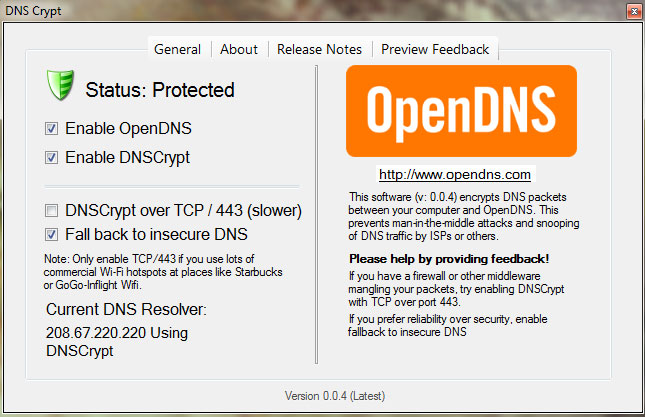 DNS Crypt
General
About
Release Notes
Preview Feedback
Status: Protected
Enable OpenDNS
Enable DNSCrypt
DNSCrypt over TCP / 443 (slower)
Fall back to insecure DNS
Note: Only enable TCP/443 if you use lots of
commercial Wi-Fi hotspots at places like Starbucks
or GoGo-Inflight Wifi.
Current DNS Resolver:
208.67.220.220 Using
DNSCrypt
OpenDNS
http://www.opendns.com
This software (v: 0.0.4) encrypts DNS packets
between your computer and OpenDNS. This
prevents man-in-the-middle attacks and snooping
of DNS traffic by ISPs or others.
Please help by providing feedback!
If you have a firewall or other middleware
mangling your packets, try enabling DNSCrypt
with TCP over port 443.
If you prefer reliability over security, enable
fallback to insecure DNS
Version 0.0.4 (Latest)